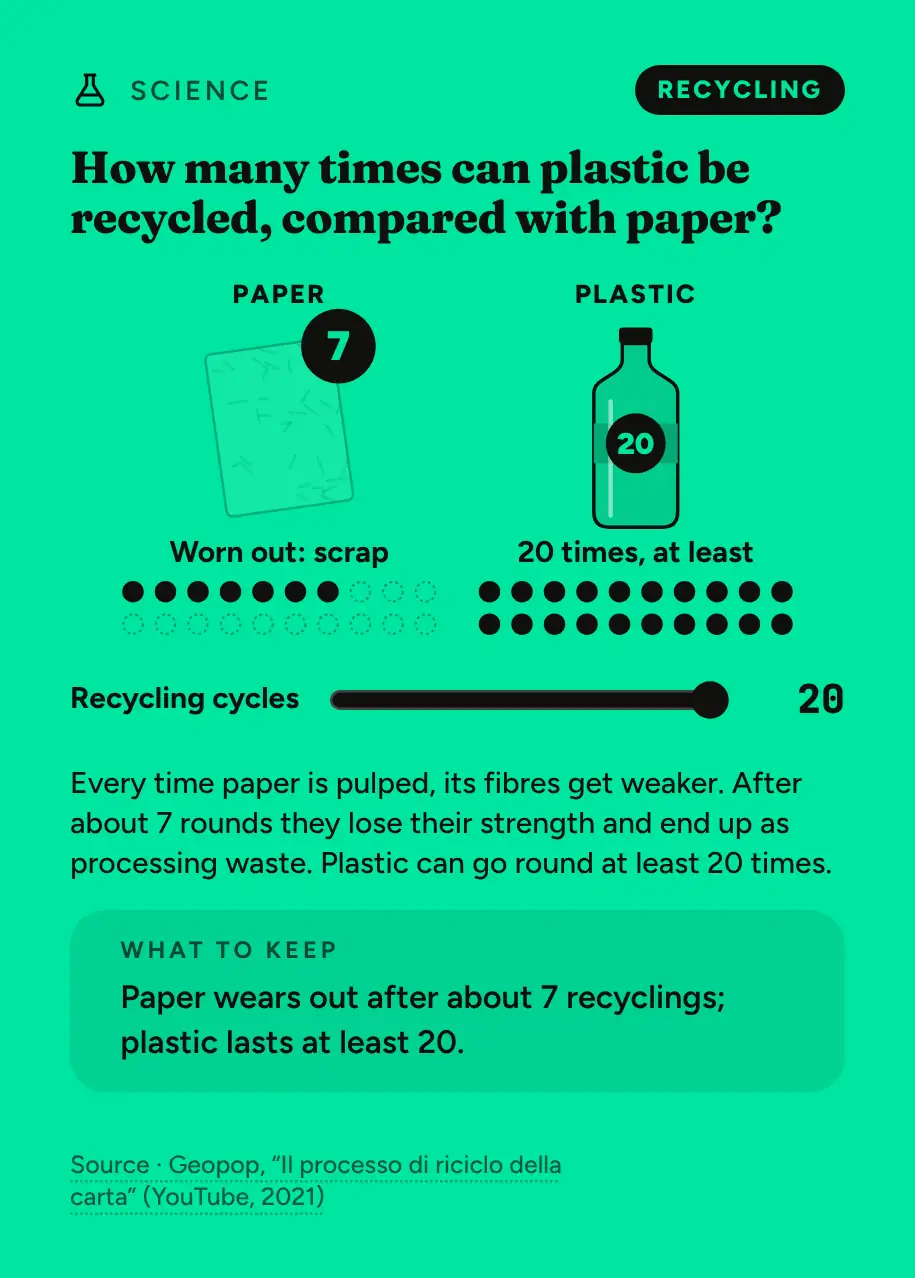 SCIENCE
RECYCLING
How many times can plastic be
recycled, compared with paper?
PAPER
PLASTIC
7
20
Worn out: scrap
20 times, at least
Recycling cycles
20
Every time paper is pulped, its fibres get weaker. After
about 7 rounds they lose their strength and end up as
processing waste. Plastic can go round at least 20 times.
WHAT TO KEEP
Paper wears out after about 7 recyclings;
plastic lasts at least 20.
Source · Geopop, “Il processo di riciclo della
carta” (YouTube, 2021)